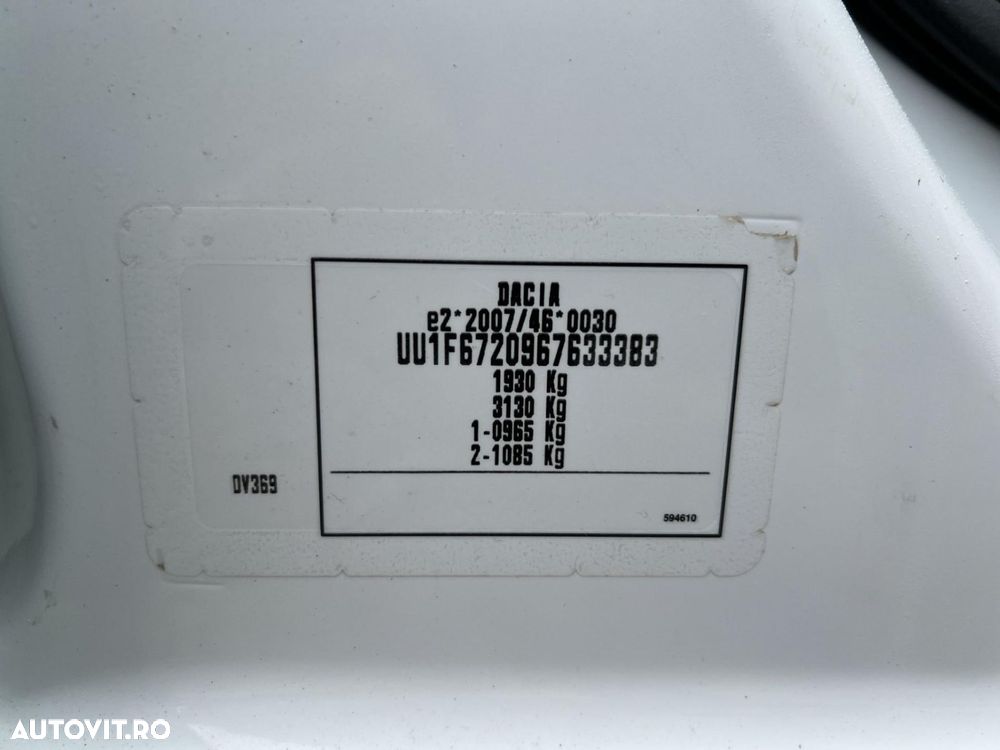 DACIA
e2*2007/46*0030
UU1F6720967633383
1930 Kg
3130 Kg
1-0965 Kg
2-1085 Kg
DV369
594610
AUTOVIT.RO